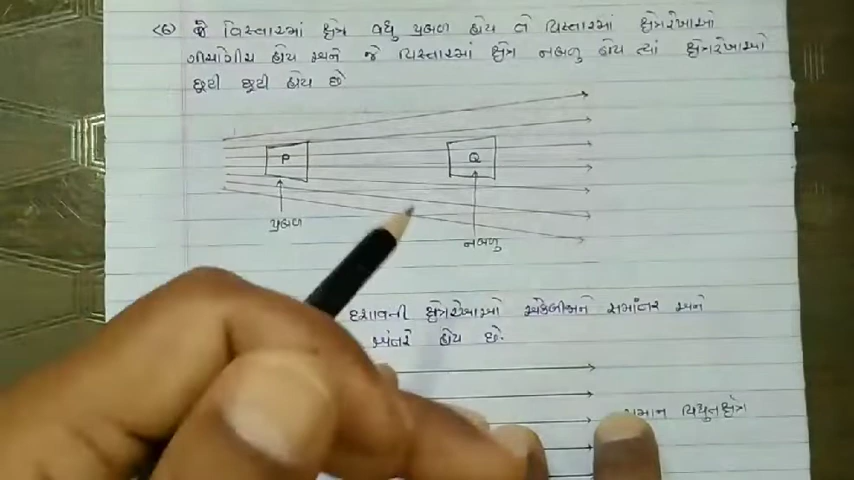 <6> જે વિસ્તારમાં ક્ષેત્ર વધુ પ્રબળ હોય તે વિસ્તારમાં ક્ષેત્રરેખાઓ
ગીચોગીચ હોય અને જે વિસ્તારમાં ક્ષેત્ર નબળુ હોય ત્યાં ક્ષેત્રરેખાઓ
છૂટી છૂટી હોય છે
P Q
પ્રબળ
નબળુ
દર્શાવતી ક્ષેત્રરેખાઓ એકબીજાને સમાંતર અને
અંતરે હોય છે.
સમાન વિદ્યુતક્ષેત્ર